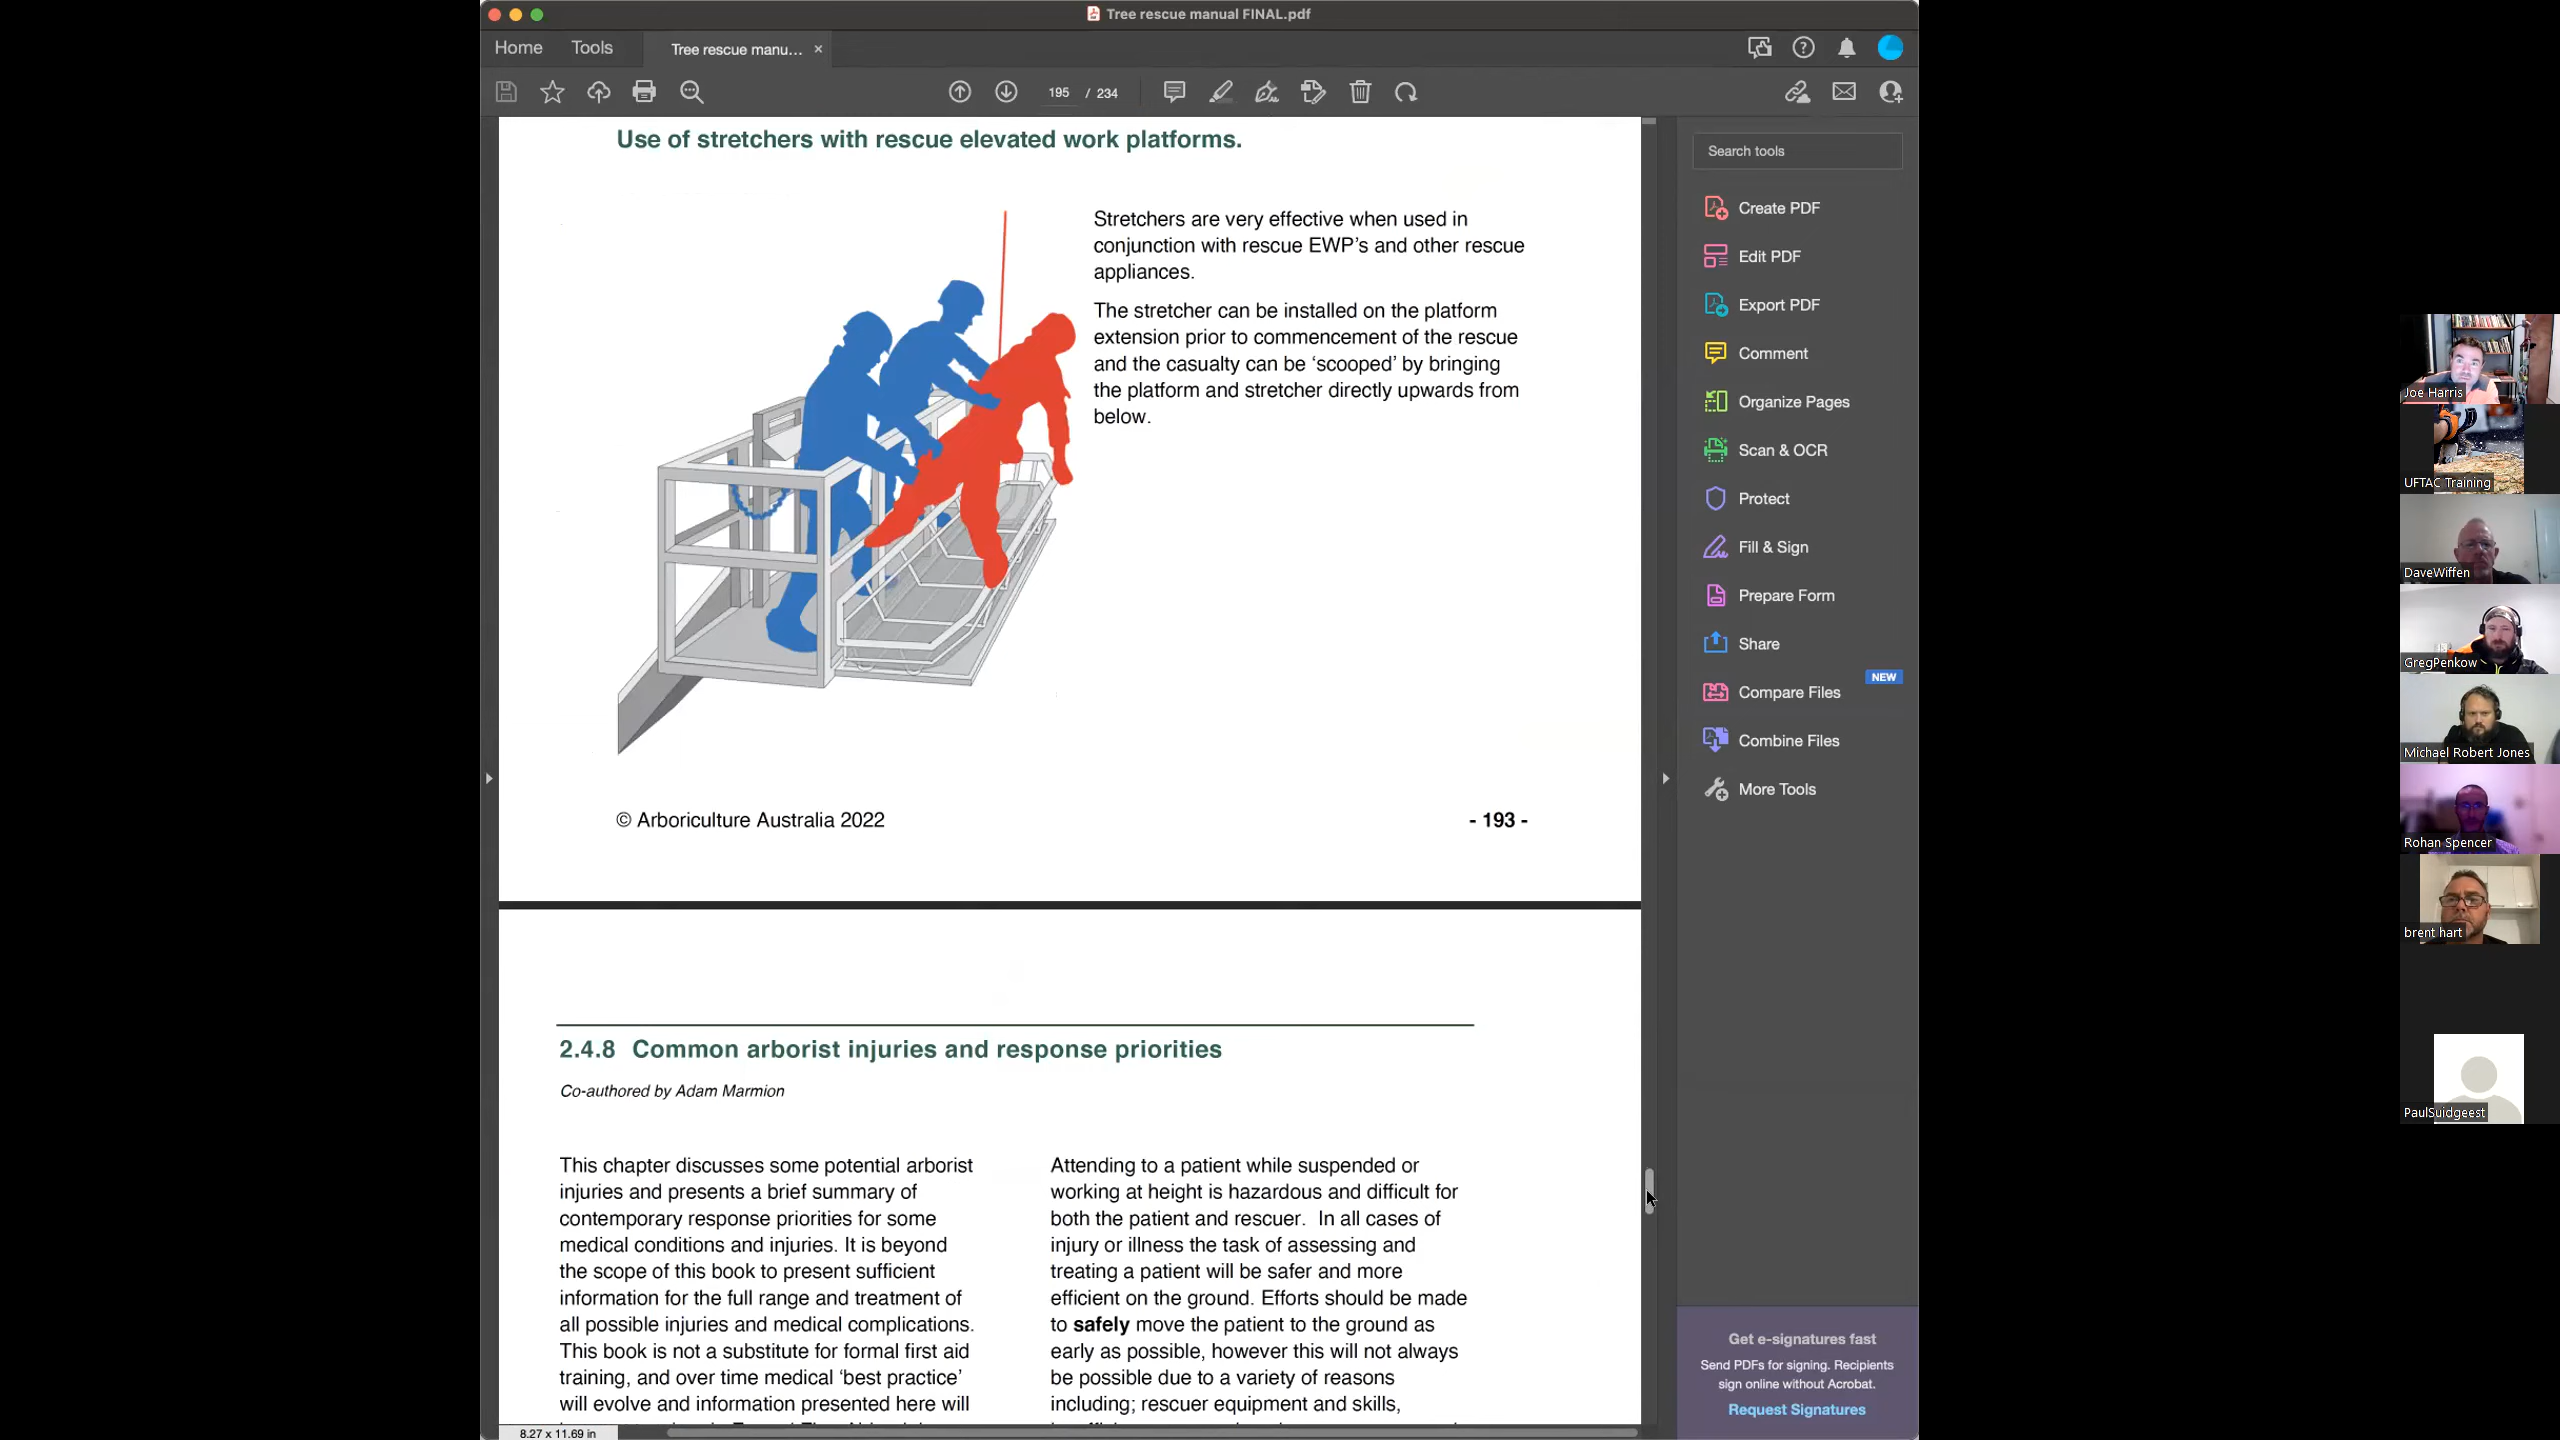 Tree rescue manual FINAL.pdf
Home
Tools
Tree rescue manu... ×
195 / 234
Use of stretchers with rescue elevated work platforms.
Stretchers are very effective when used in
conjunction with rescue EWP’s and other rescue
appliances.
The stretcher can be installed on the platform
extension prior to commencement of the rescue
and the casualty can be ‘scooped’ by bringing
the platform and stretcher directly upwards from
below.
© Arboriculture Australia 2022
- 193 -
2.4.8 Common arborist injuries and response priorities
Co-authored by Adam Marmion
This chapter discusses some potential arborist
injuries and presents a brief summary of
contemporary response priorities for some
medical conditions and injuries. It is beyond
the scope of this book to present sufficient
information for the full range and treatment of
all possible injuries and medical complications.
This book is not a substitute for formal first aid
training, and over time medical ‘best practice’
will evolve and information presented here will
Attending to a patient while suspended or
working at height is hazardous and difficult for
both the patient and rescuer. In all cases of
injury or illness the task of assessing and
treating a patient will be safer and more
efficient on the ground. Efforts should be made
to safely move the patient to the ground as
early as possible, however this will not always
be possible due to a variety of reasons
including; rescuer equipment and skills,
8.27 x 11.69 in
Search tools
Create PDF
Edit PDF
Export PDF
Comment
Organize Pages
Scan & OCR
Protect
Fill & Sign
Prepare Form
Share
NEW
Compare Files
Combine Files
More Tools
Get e-signatures fast
Send PDFs for signing. Recipients
sign online without Acrobat.
Request Signatures
Joe Harris
UFTAC Training
DaveWiffen
GregPenkow
Michael Robert Jones
Rohan Spencer
brent hart
PaulSuidgeest